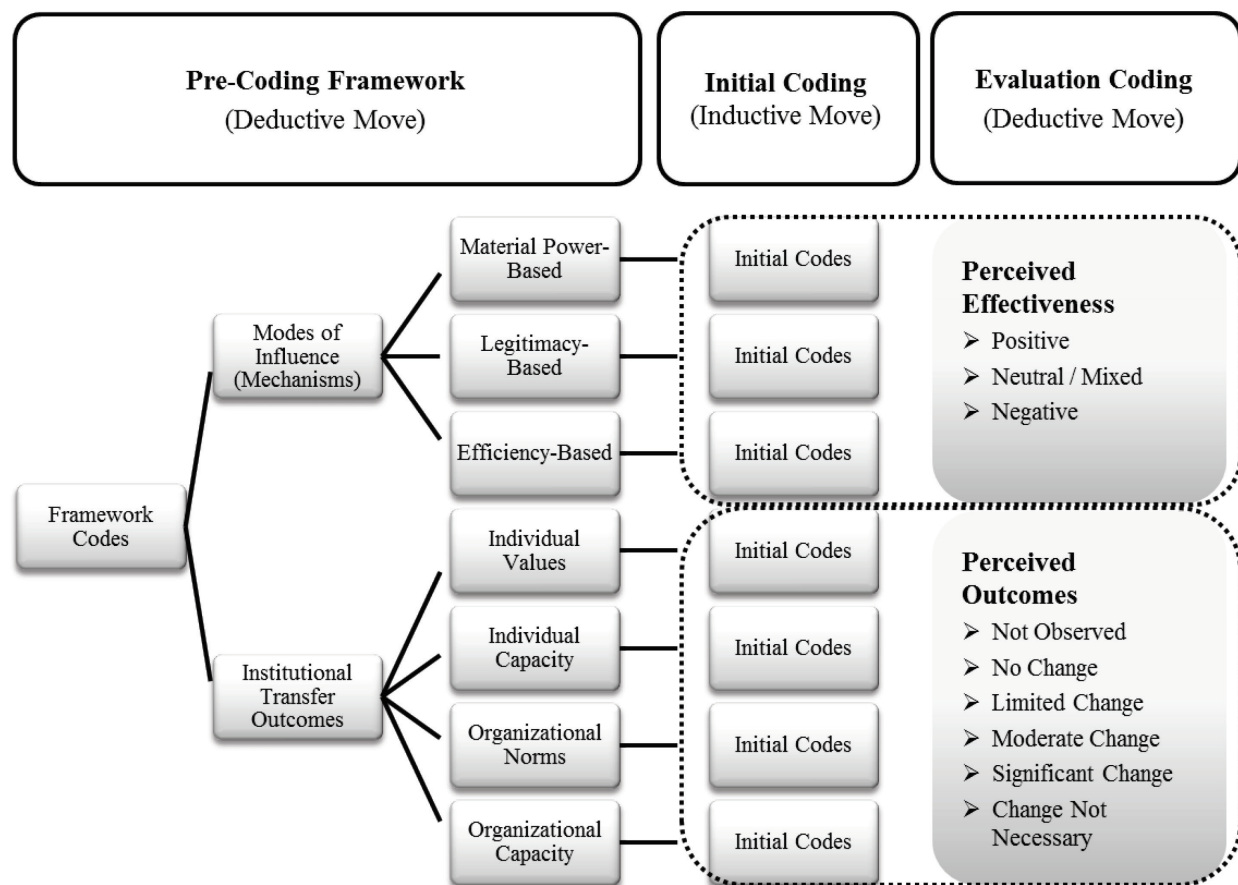 Pre-Coding Framework
(Deductive Move)
Initial Coding
(Inductive Move)
Evaluation Coding
(Deductive Move)
Framework
Codes
Modes of
Influence
(Mechanisms)
Material Power-
Based
Initial Codes
Legitimacy-
Based
Initial Codes
Efficiency-Based
Initial Codes
Perceived
Effectiveness
➢ Positive
➢ Neutral / Mixed
➢ Negative
Institutional
Transfer
Outcomes
Individual
Values
Initial Codes
Individual
Capacity
Initial Codes
Organizational
Norms
Initial Codes
Organizational
Capacity
Initial Codes
Perceived
Outcomes
➢ Not Observed
➢ No Change
➢ Limited Change
➢ Moderate Change
➢ Significant Change
➢ Change Not
Necessary